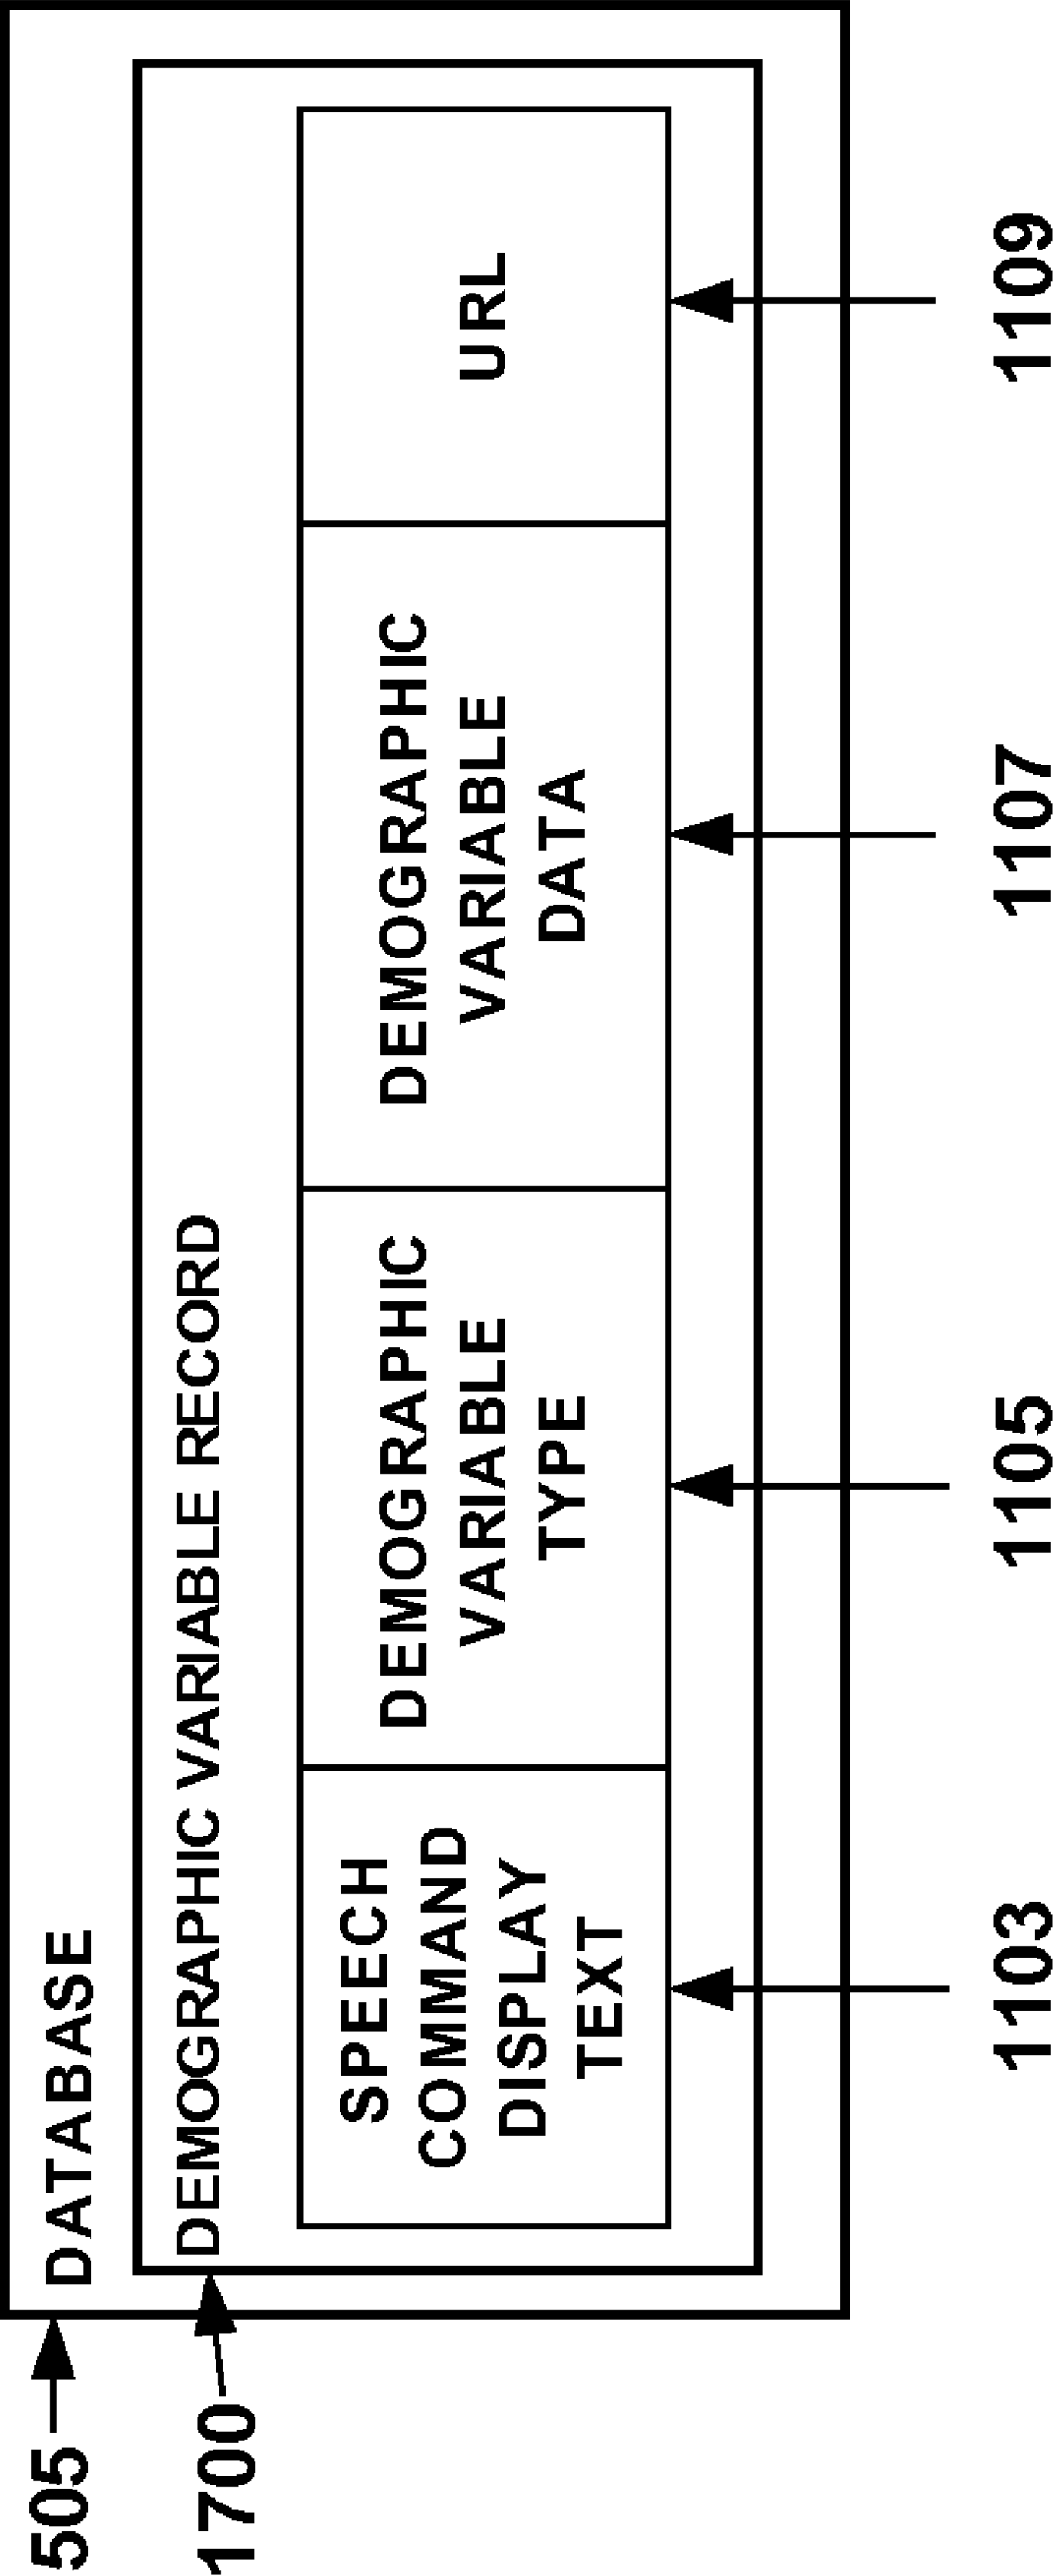 505
DATABASE
1700
DEMOGRAPHIC VARIABLE RECORD
SPEECH
COMMAND
DISPLAY
TEXT
DEMOGRAPHIC
VARIABLE
TYPE
DEMOGRAPHIC
VARIABLE
DATA
URL
1103
1105
1107
1109